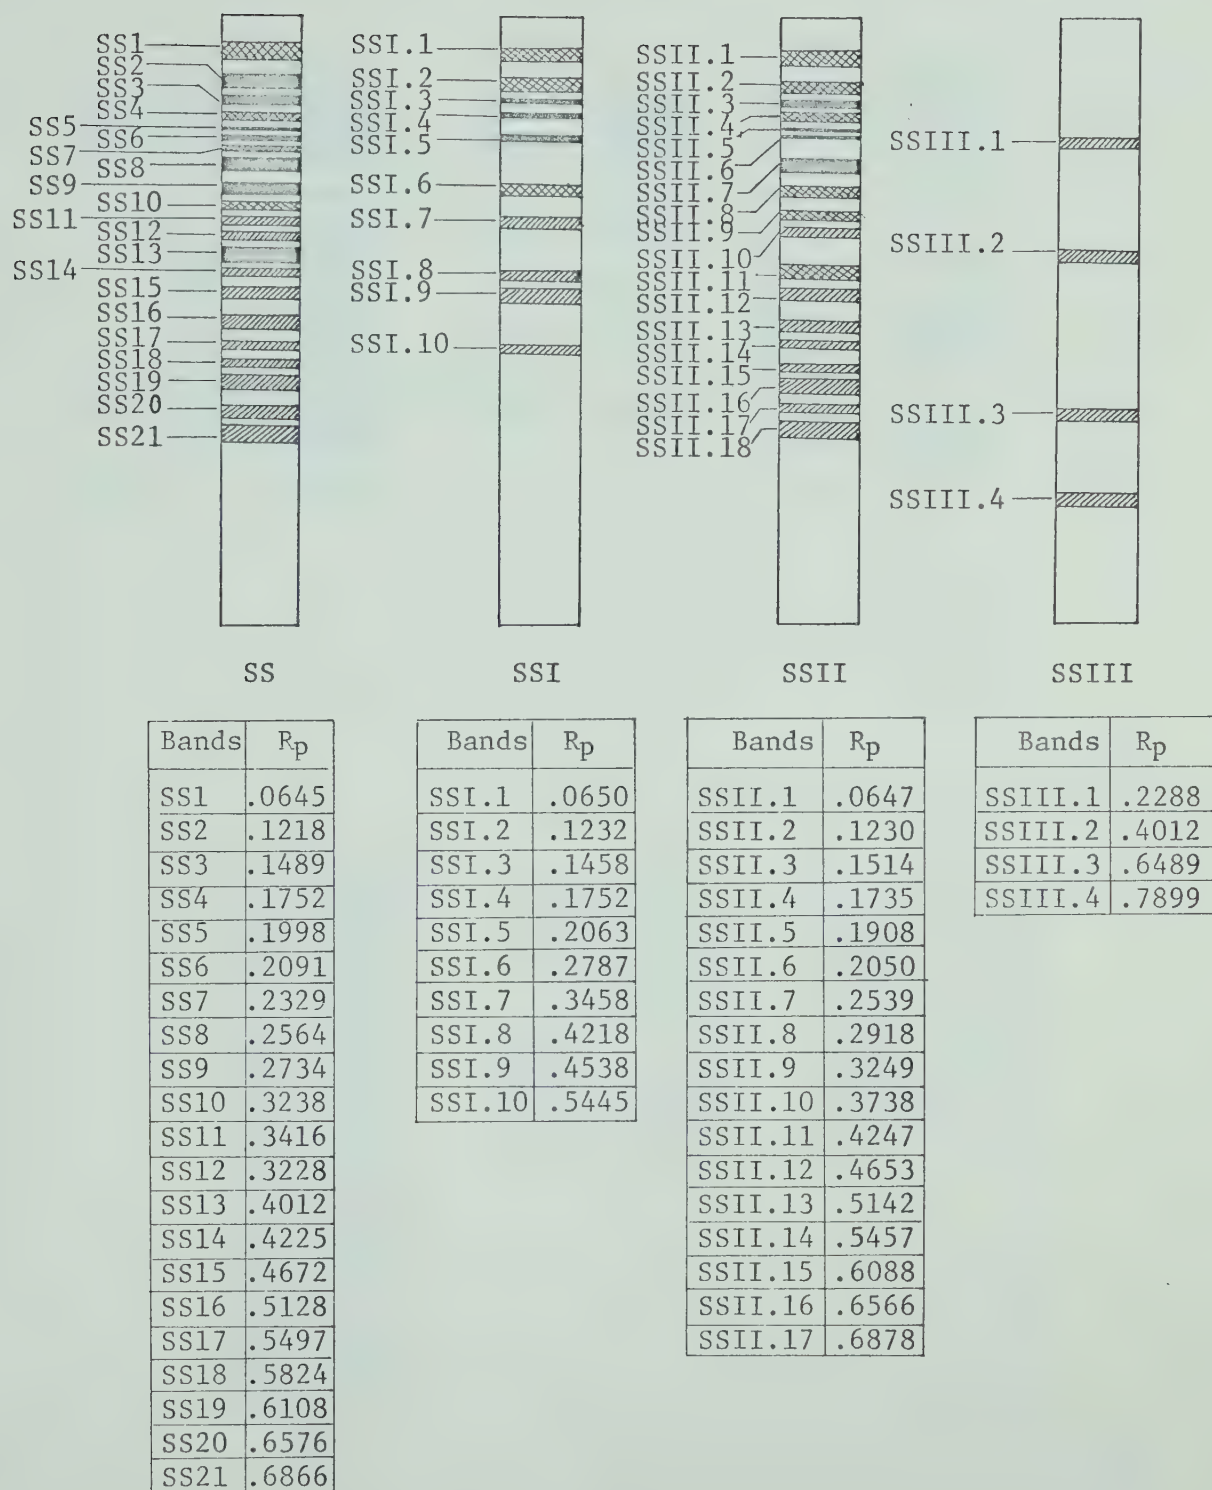 SS1
SS2
SS3
SS4
SS5
SS6
SS7
SS8
SS9
SS10
SS11
SS12
SS13
SS14
SS15
SS16
SS17
SS18
SS19
SS20
SS21
SSI.1
SSI.2
SSI.3
SSI.4
SSI.5
SSI.6
SSI.7
SSI.8
SSI.9
SSI.10
SSII.1
SSII.2
SSII.3
SSII.4
SSII.5
SSII.6
SSII.7
SSII.8
SSII.9
SSII.10
SSII.11
SSII.12
SSII.13
SSII.14
SSII.15
SSII.16
SSII.17
SSII.18
SSIII.1
SSIII.2
SSIII.3
SSIII.4
SS SSI SSII SSIII
Bands Rp
SS1 .0645
SS2 .1218
SS3 .1489
SS4 .1752
SS5 .1998
SS6 .2091
SS7 .2329
SS8 .2564
SS9 .2734
SS10 .3238
SS11 .3416
SS12 .3228
SS13 .4012
SS14 .4225
SS15 .4672
SS16 .5128
SS17 .5497
SS18 .5824
SS19 .6108
SS20 .6576
SS21 .6866
Bands Rp
SSI.1 .0650
SSI.2 .1232
SSI.3 .1458
SSI.4 .1752
SSI.5 .2063
SSI.6 .2787
SSI.7 .3458
SSI.8 .4218
SSI.9 .4538
SSI.10 .5445
Bands Rp
SSII.1 .0647
SSII.2 .1230
SSII.3 .1514
SSII.4 .1735
SSII.5 .1908
SSII.6 .2050
SSII.7 .2539
SSII.8 .2918
SSII.9 .3249
SSII.10 .3738
SSII.11 .4247
SSII.12 .4653
SSII.13 .5142
SSII.14 .5457
SSII.15 .6088
SSII.16 .6566
SSII.17 .6878
Bands Rp
SSIII.1 .2288
SSIII.2 .4012
SSIII.3 .6489
SSIII.4 .7899